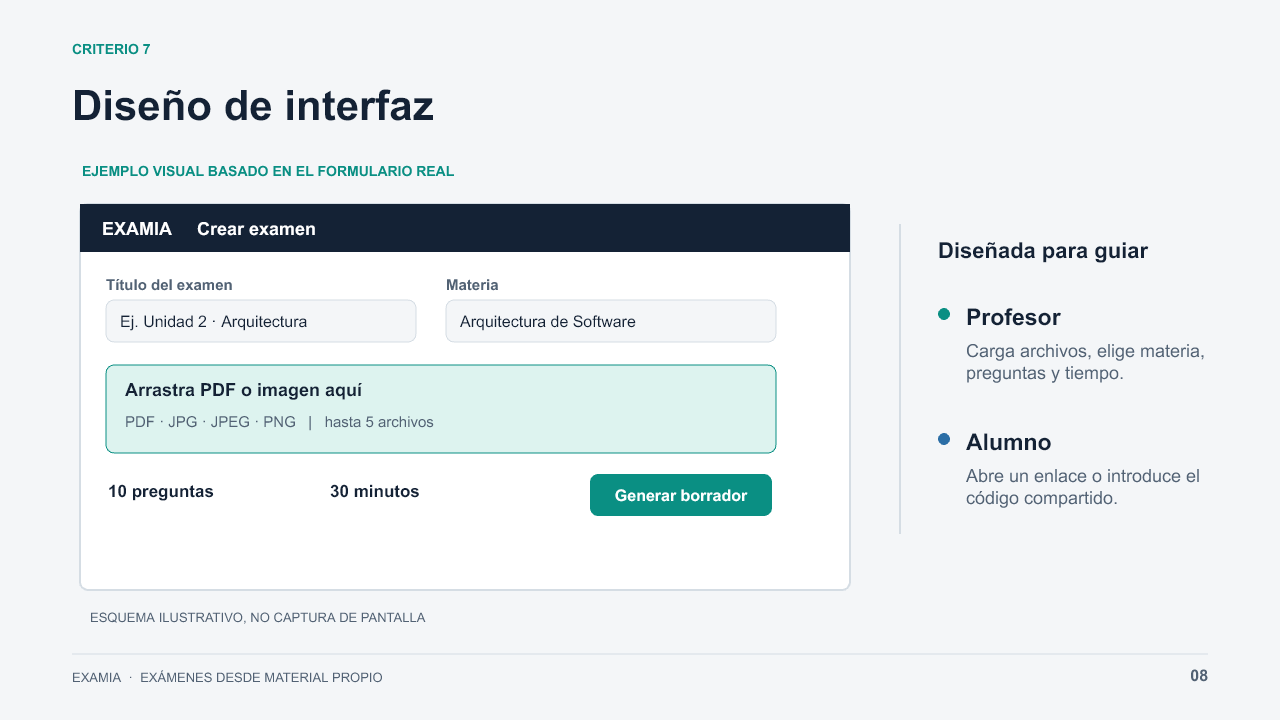 CRITERIO 7
Diseño de interfaz
EJEMPLO VISUAL BASADO EN EL FORMULARIO REAL
EXAMIA Crear examen
Título del examen
Materia
Ej. Unidad 2 · Arquitectura
Arquitectura de Software
Arrastra PDF o imagen aquí
PDF · JPG · JPEG · PNG | hasta 5 archivos
10 preguntas
30 minutos
Generar borrador
ESQUEMA ILUSTRATIVO, NO CAPTURA DE PANTALLA
Diseñada para guiar
Profesor
Carga archivos, elige materia,
preguntas y tiempo.
Alumno
Abre un enlace o introduce el
código compartido.
EXAMIA · EXÁMENES DESDE MATERIAL PROPIO
08